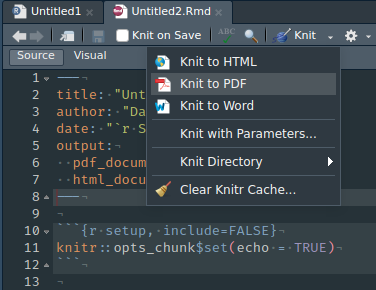 Untitled1 × Untitled2.Rmd ×
Knit on Save ABC Knit
Source Visual
Knit to HTML
Knit to PDF
Knit to Word
Knit with Parameters...
Knit Directory
Clear Knitr Cache...
1 ---
2 title: "Unt
3 author: "Da
4 date: "`r S
5 output:
6 pdf_docum
7 html_docu
8 ---
9
10 ```{r setup, include=FALSE}
11 knitr::opts_chunk$set(echo = TRUE)
12 ```
13